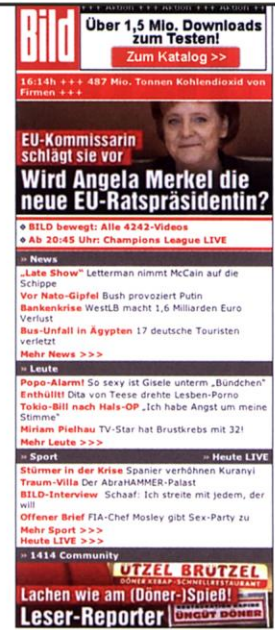 +++ Aktion +++ Aktion +++ Aktion ++
Bild
Über 1,5 Mio. Downloads
zum Testen!
Zum Katalog >>
16:14h +++ 487 Mio. Tonnen Kohlendioxid von
Firmen +++
EU-Kommissarin
schlägt sie vor
Wird Angela Merkel die
neue EU-Ratspräsidentin?
BILD bewegt: Alle 4242-Videos
Ab 20:45 Uhr: Champions League LIVE
» News
„Late Show" Letterman nimmt McCain auf die
Schippe
Vor Nato-Gipfel Bush provoziert Putin
Bankenkrise WestLB macht 1,6 Milliarden Euro
Verlust
Bus-Unfall in Ägypten 17 deutsche Touristen
verletzt
Mehr News >>>
» Leute
Popo-Alarm! So sexy ist Gisele unterm „Bündchen"
Enthüllt! Dita von Teese drehte Lesben-Porno
Tokio-Bill nach Hals-OP „Ich habe Angst um meine
Stimme"
Miriam Pielhau TV-Star hat Brustkrebs mit 32!
Mehr Leute >>>
» Sport » Heute LIVE
Stürmer in der Krise Spanier verhöhnen Kuranyi
Traum-Villa Der AbraHAMMER-Palast
BILD-Interview Schaaf: Ich streite mit jedem, der
will
Offener Brief FIA-Chef Mosley gibt Sex-Party zu
Mehr Sport >>>
Heute LIVE >>>
» 1414 Community
UTZEL BRUTZEL
DÖNER KEBAP-SCHNELLRESTAURANT
Lachen wie am (Döner-)Spieß!
Leser-Reporter
UNGÜT DÖNER